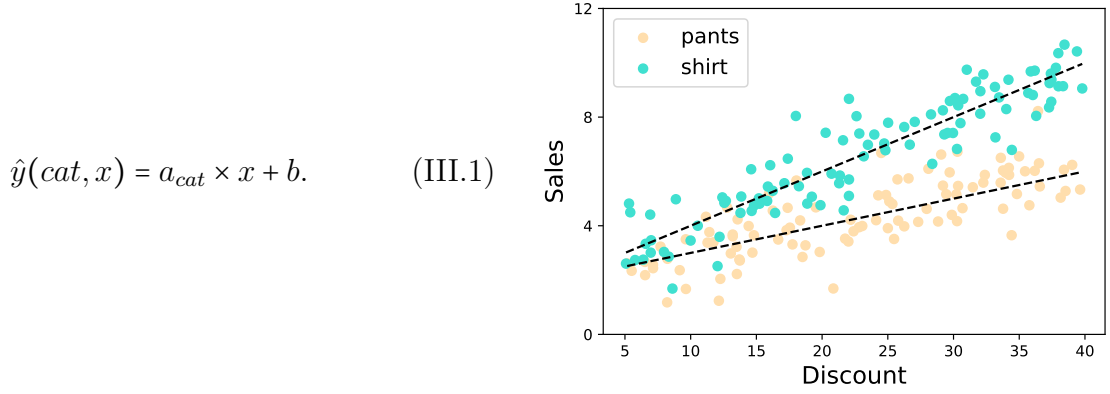 ŷ(cat, x) = a_cat × x + b. (III.1)
pants
shirt
Sales
12
8
4
0
5 10 15 20 25 30 35 40
Discount